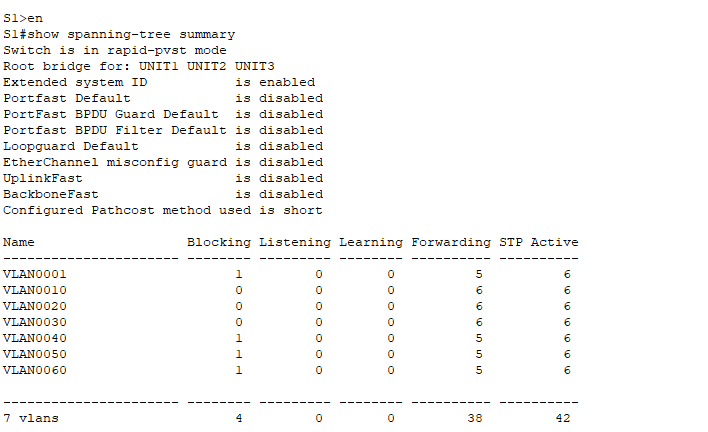 S1>en
S1#show spanning-tree summary
Switch is in rapid-pvst mode
Root bridge for: UNIT1 UNIT2 UNIT3
Extended system ID           is enabled
Portfast Default             is disabled
PortFast BPDU Guard Default  is disabled
Portfast BPDU Filter Default is disabled
Loopguard Default            is disabled
EtherChannel misconfig guard is disabled
UplinkFast                   is disabled
BackboneFast                 is disabled
Configured Pathcost method used is short

Name                   Blocking Listening Learning Forwarding STP Active
---------------------- -------- --------- -------- ---------- ----------
VLAN0001                     1         0        0          5          6
VLAN0010                     0         0        0          6          6
VLAN0020                     0         0        0          6          6
VLAN0030                     0         0        0          6          6
VLAN0040                     1         0        0          5          6
VLAN0050                     1         0        0          5          6
VLAN0060                     1         0        0          5          6

---------------------- -------- --------- -------- ---------- ----------
7 vlans                      4         0        0         38         42